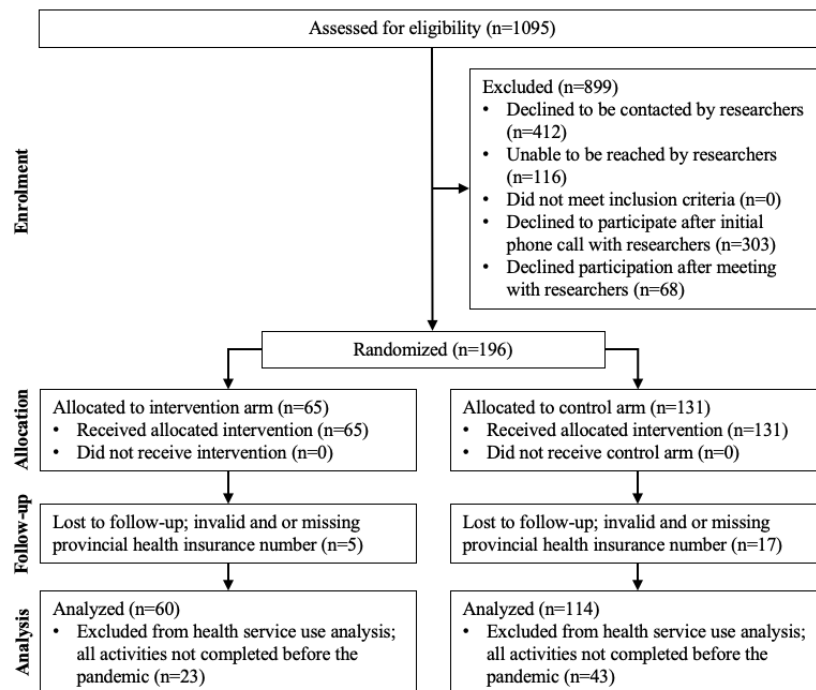 Assessed for eligibility (n=1095)
Enrolment
Excluded (n=899)
• Declined to be contacted by researchers
(n=412)
• Unable to be reached by researchers
(n=116)
• Did not meet inclusion criteria (n=0)
• Declined to participate after initial
phone call with researchers (n=303)
• Declined participation after meeting
with researchers (n=68)
Randomized (n=196)
Allocation
Allocated to intervention arm (n=65)
• Received allocated intervention (n=65)
• Did not receive intervention (n=0)
Allocated to control arm (n=131)
• Received allocated intervention (n=131)
• Did not receive control arm (n=0)
Follow-up
Lost to follow-up; invalid and or missing
provincial health insurance number (n=5)
Lost to follow-up; invalid and or missing
provincial health insurance number (n=17)
Analysis
Analyzed (n=60)
• Excluded from health service use analysis;
all activities not completed before the
pandemic (n=23)
Analyzed (n=114)
• Excluded from health service use analysis;
all activities not completed before the
pandemic (n=43)